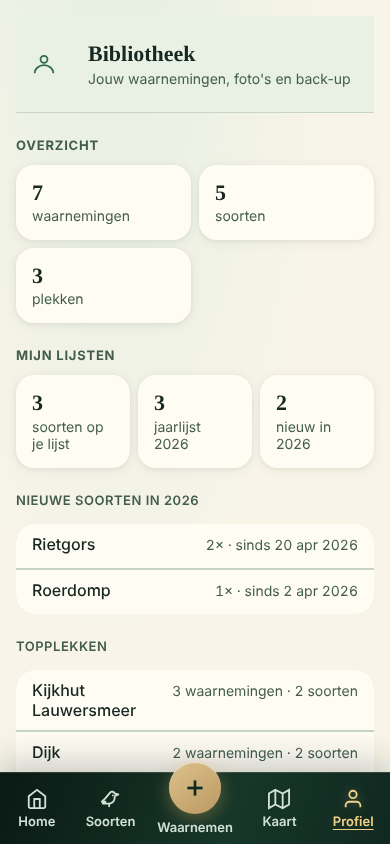 Bibliotheek
Jouw waarnemingen, foto's en back-up
OVERZICHT
7
waarnemingen
5
soorten
3
plekken
MIJN LIJSTEN
3
soorten op
je lijst
3
jaarlijst
2026
2
nieuw in
2026
NIEUWE SOORTEN IN 2026
Rietgors
2× · sinds 20 apr 2026
Roerdomp
1× · sinds 2 apr 2026
TOPPLEKKEN
Kijkhut
Lauwersmeer
3 waarnemingen · 2 soorten
Dijk
2 waarnemingen · 2 soorten
Home
Soorten
Waarnemen
Kaart
Profiel